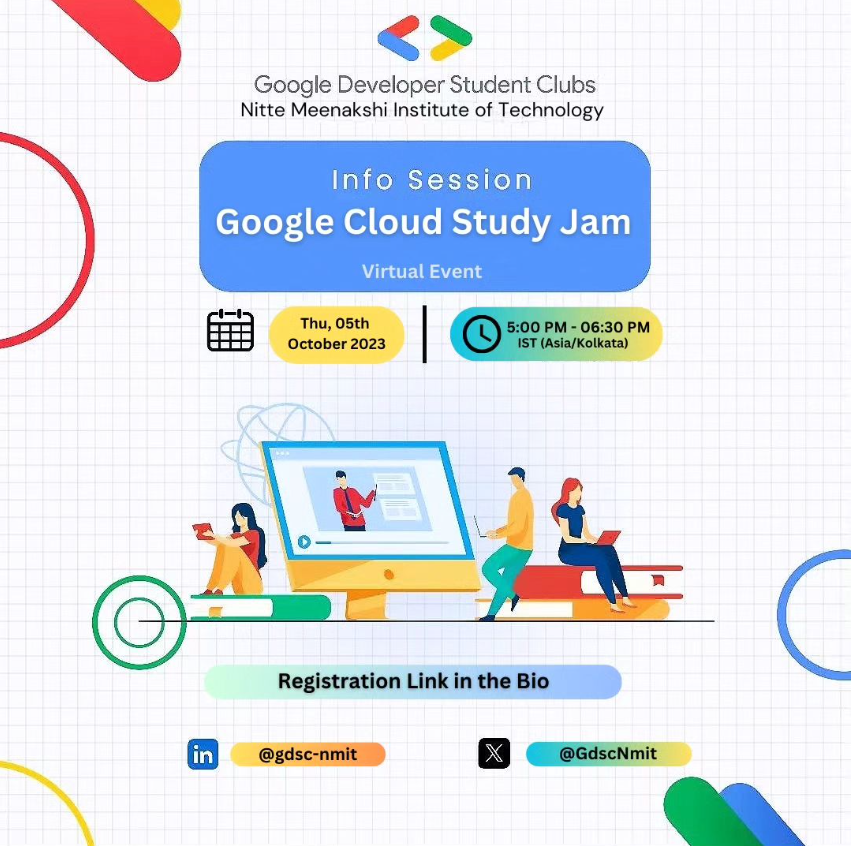 Google Developer Student Clubs
Nitte Meenakshi Institute of Technology
Info Session
Google Cloud Study Jam
Virtual Event
Thu, 05th
October 2023
5:00 PM - 06:30 PM
IST (Asia/Kolkata)
Registration Link in the Bio
in
@gdsc-nmit
X
@GdscNmit